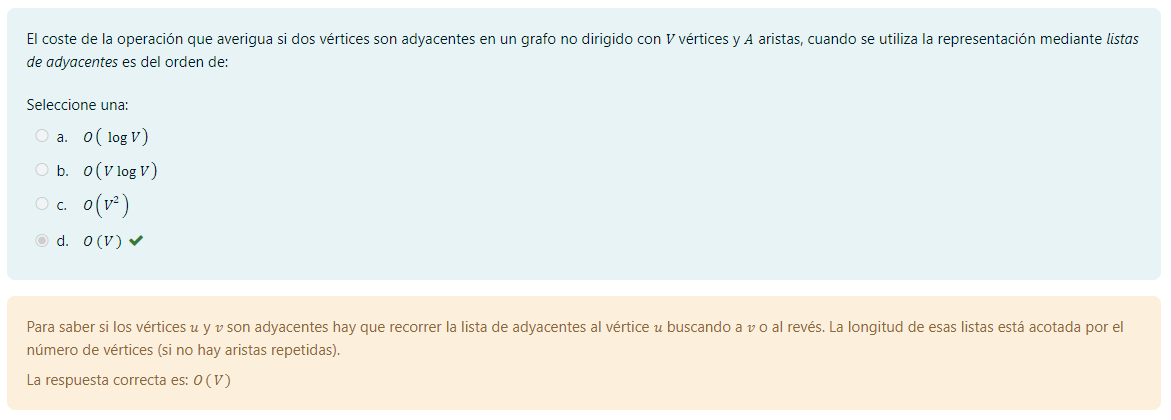 El coste de la operación que averigua si dos vértices son adyacentes en un grafo no dirigido con V vértices y A aristas, cuando se utiliza la representación mediante listas
de adyacentes es del orden de:
Seleccione una:
a. O( log V)
b. O(V log V)
c. O(V²)
d. O(V) ✔
Para saber si los vértices u y v son adyacentes hay que recorrer la lista de adyacentes al vértice u buscando a v o al revés. La longitud de esas listas está acotada por el
número de vértices (si no hay aristas repetidas).
La respuesta correcta es: O(V)